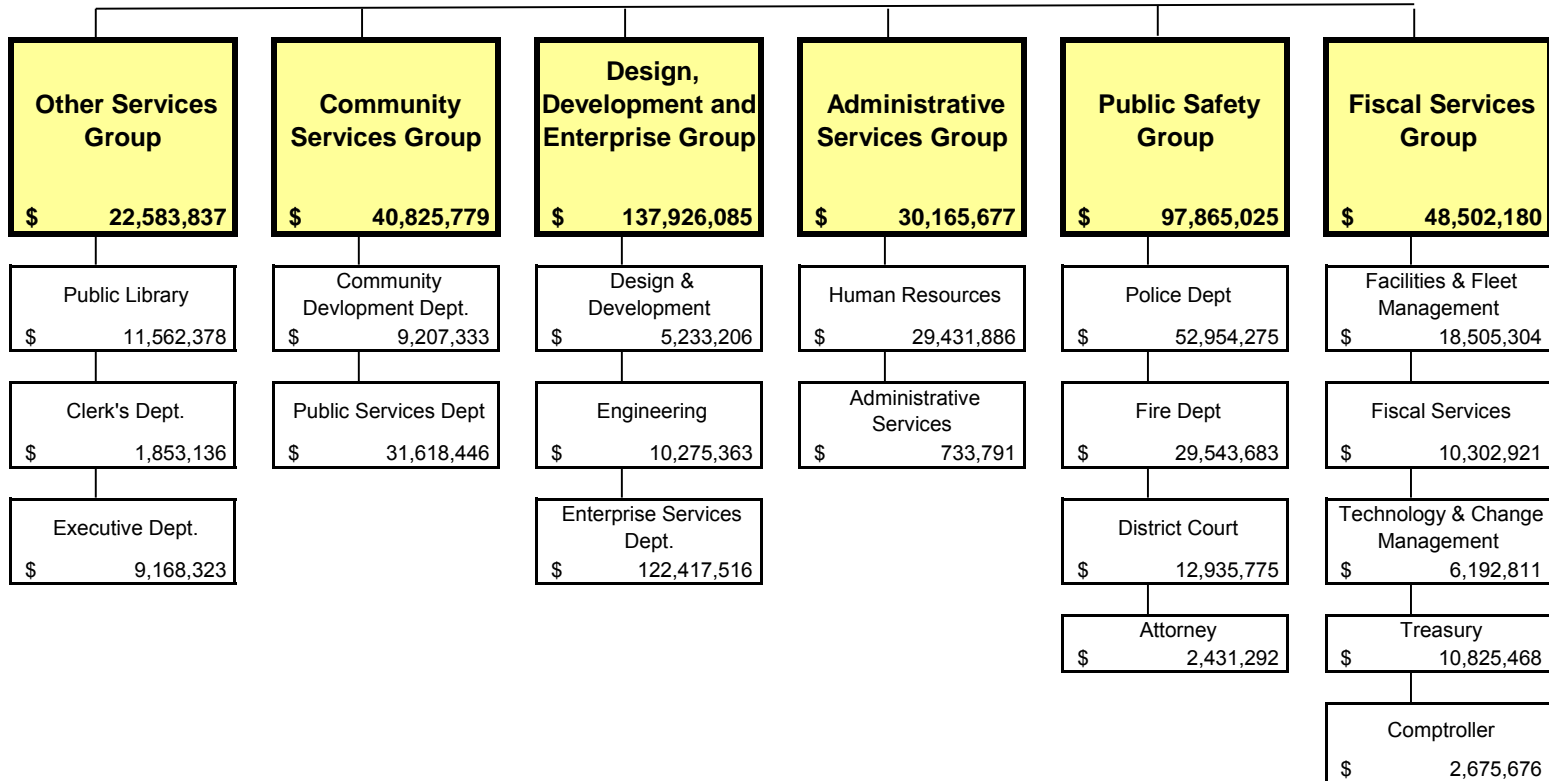 Other Services
Group
$ 22,583,837
Public Library
$ 11,562,378
Clerk's Dept.
$ 1,853,136
Executive Dept.
$ 9,168,323
Community
Services Group
$ 40,825,779
Community
Devlopment Dept.
$ 9,207,333
Public Services Dept
$ 31,618,446
Design,
Development and
Enterprise Group
$ 137,926,085
Design &
Development
$ 5,233,206
Engineering
$ 10,275,363
Enterprise Services
Dept.
$ 122,417,516
Administrative
Services Group
$ 30,165,677
Human Resources
$ 29,431,886
Administrative
Services
$ 733,791
Public Safety
Group
$ 97,865,025
Police Dept
$ 52,954,275
Fire Dept
$ 29,543,683
District Court
$ 12,935,775
Attorney
$ 2,431,292
Fiscal Services
Group
$ 48,502,180
Facilities & Fleet
Management
$ 18,505,304
Fiscal Services
$ 10,302,921
Technology & Change
Management
$ 6,192,811
Treasury
$ 10,825,468
Comptroller
$ 2,675,676